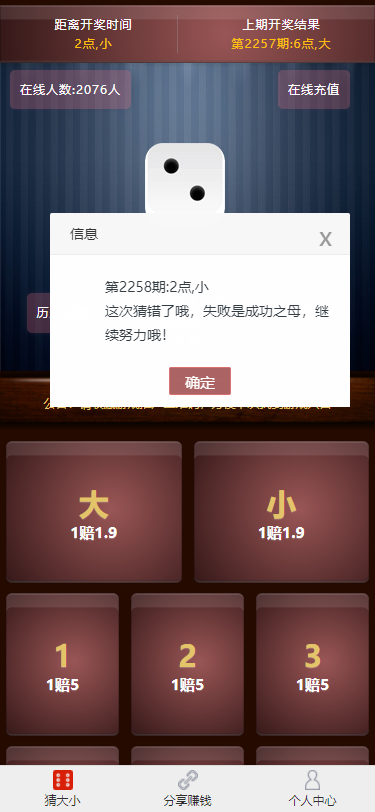 距离开奖时间
上期开奖结果
2点,小
第2257期:6点,大
在线人数:2076人
在线充值
信息
X
第2258期:2点,小
这次猜错了哦，失败是成功之母，继
续努力哦！
历
确定
大
小
1赔1.9
1赔1.9
1
2
3
1赔5
1赔5
1赔5
猜大小
分享赚钱
个人中心